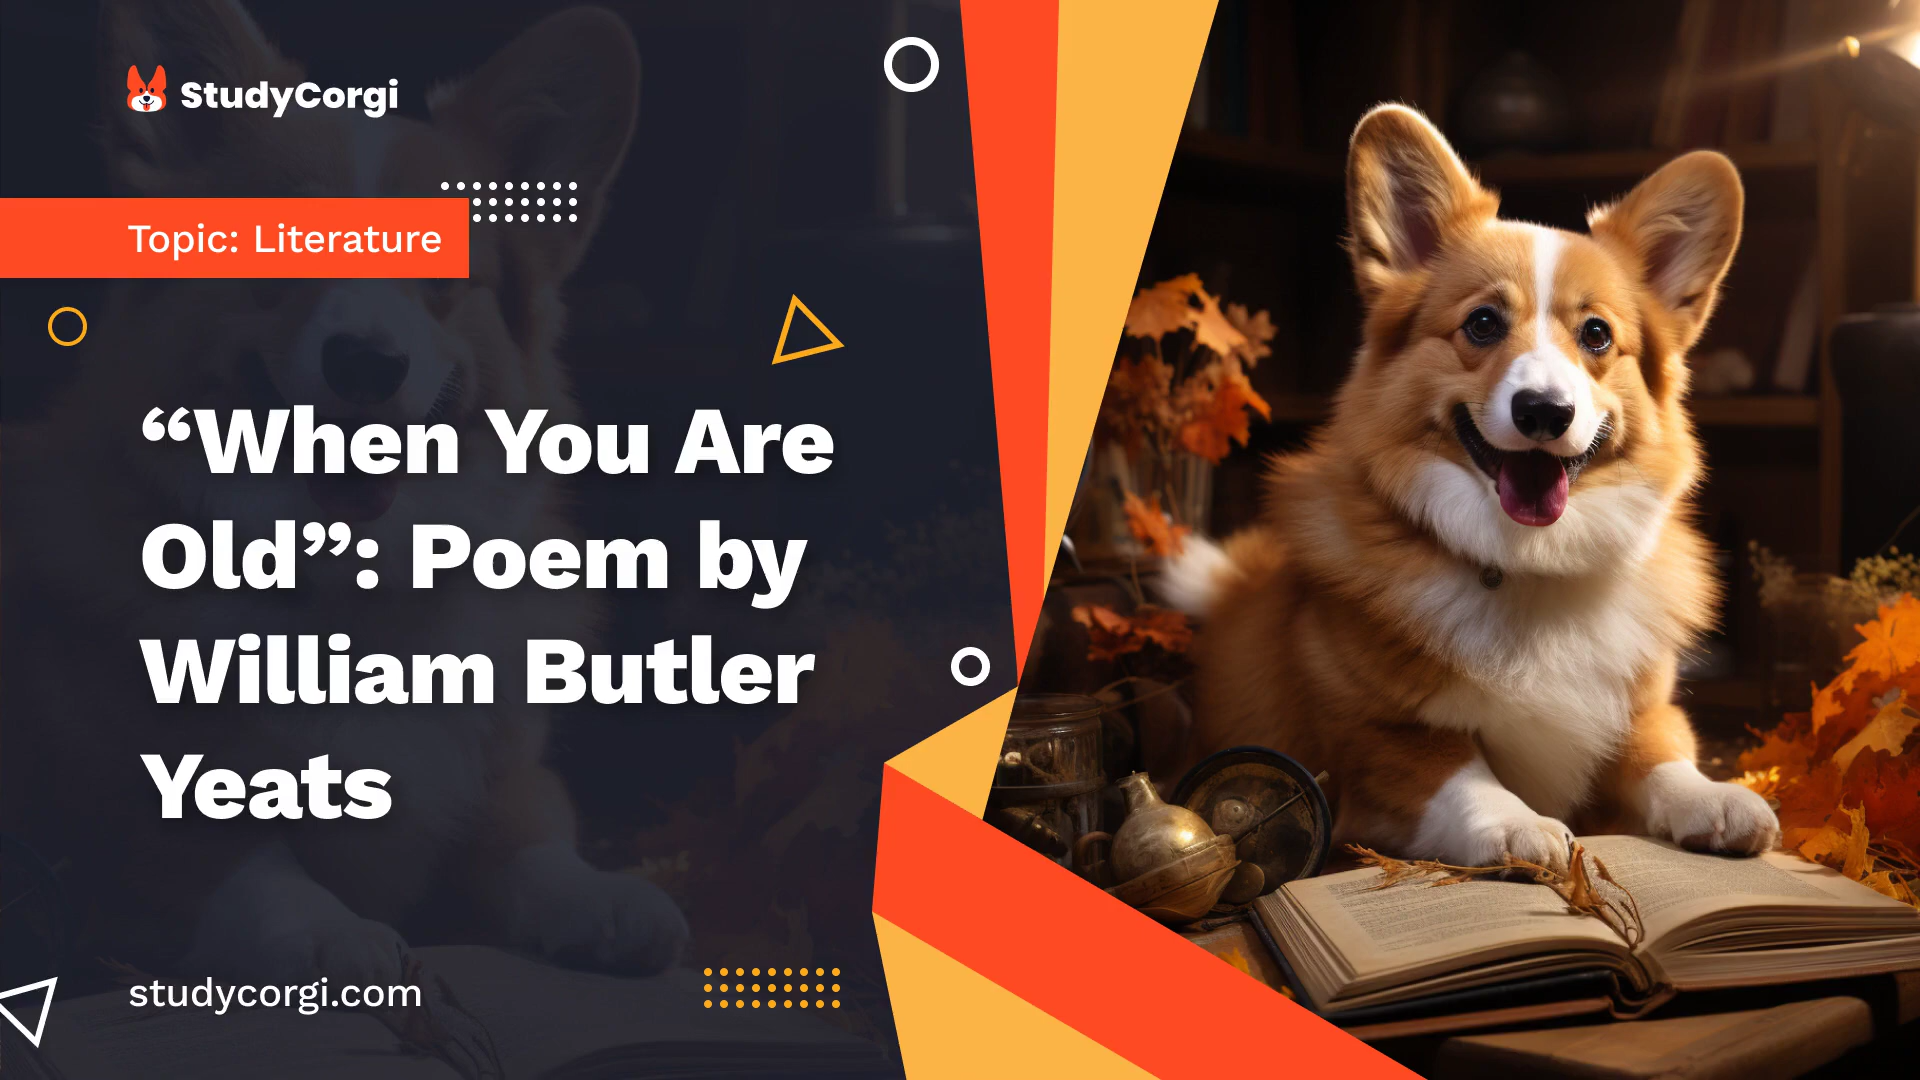 StudyCorgi
Topic: Literature
“When You Are
Old”: Poem by
William Butler
Yeats
studycorgi.com